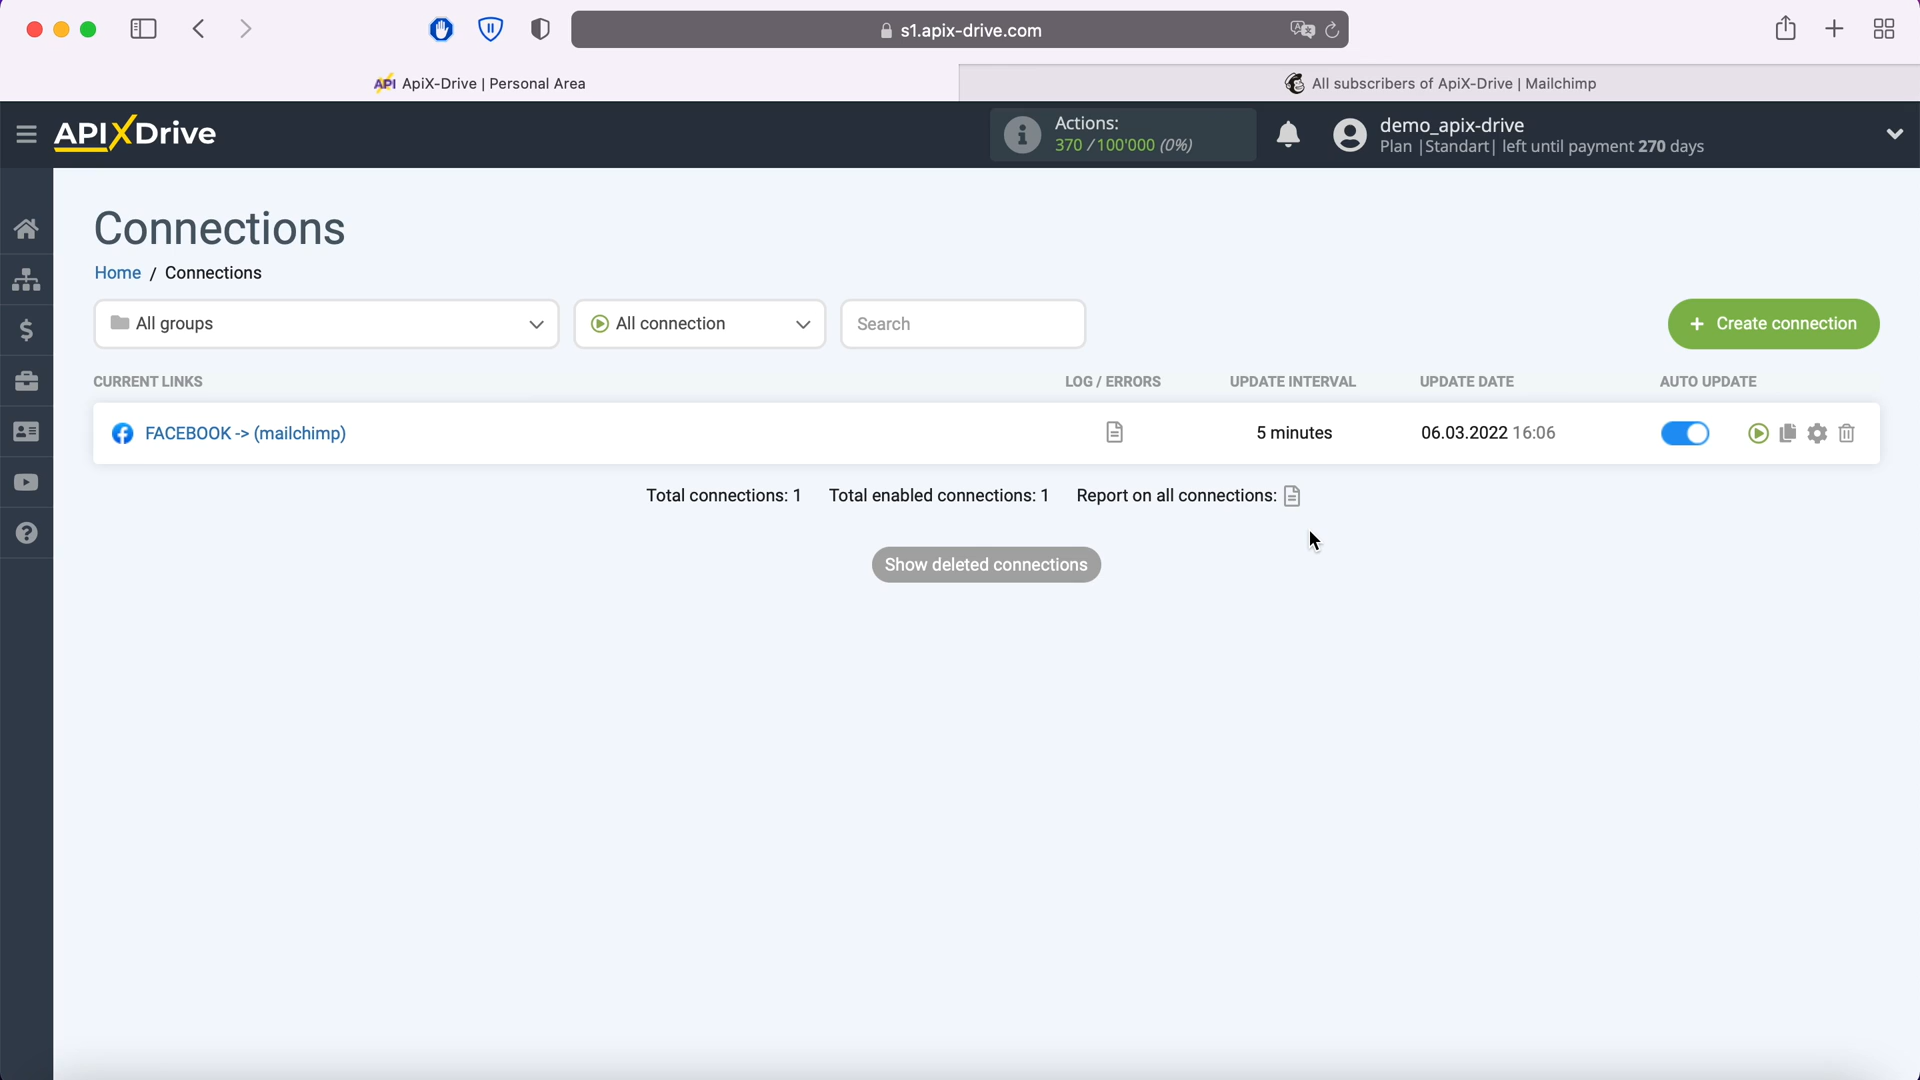 s1.apix-drive.com
API ApiX-Drive | Personal Area
All subscribers of ApiX-Drive | Mailchimp
APIXDrive
Actions:
370 /100'000 (0%)
demo_apix-drive
Plan |Standart| left until payment 270 days
Connections
Home / Connections
All groups
All connection
Search
+ Create connection
CURRENT LINKS
LOG / ERRORS
UPDATE INTERVAL
UPDATE DATE
AUTO UPDATE
FACEBOOK -> (mailchimp)
5 minutes
06.03.2022 16:06
Total connections: 1
Total enabled connections: 1
Report on all connections:
Show deleted connections